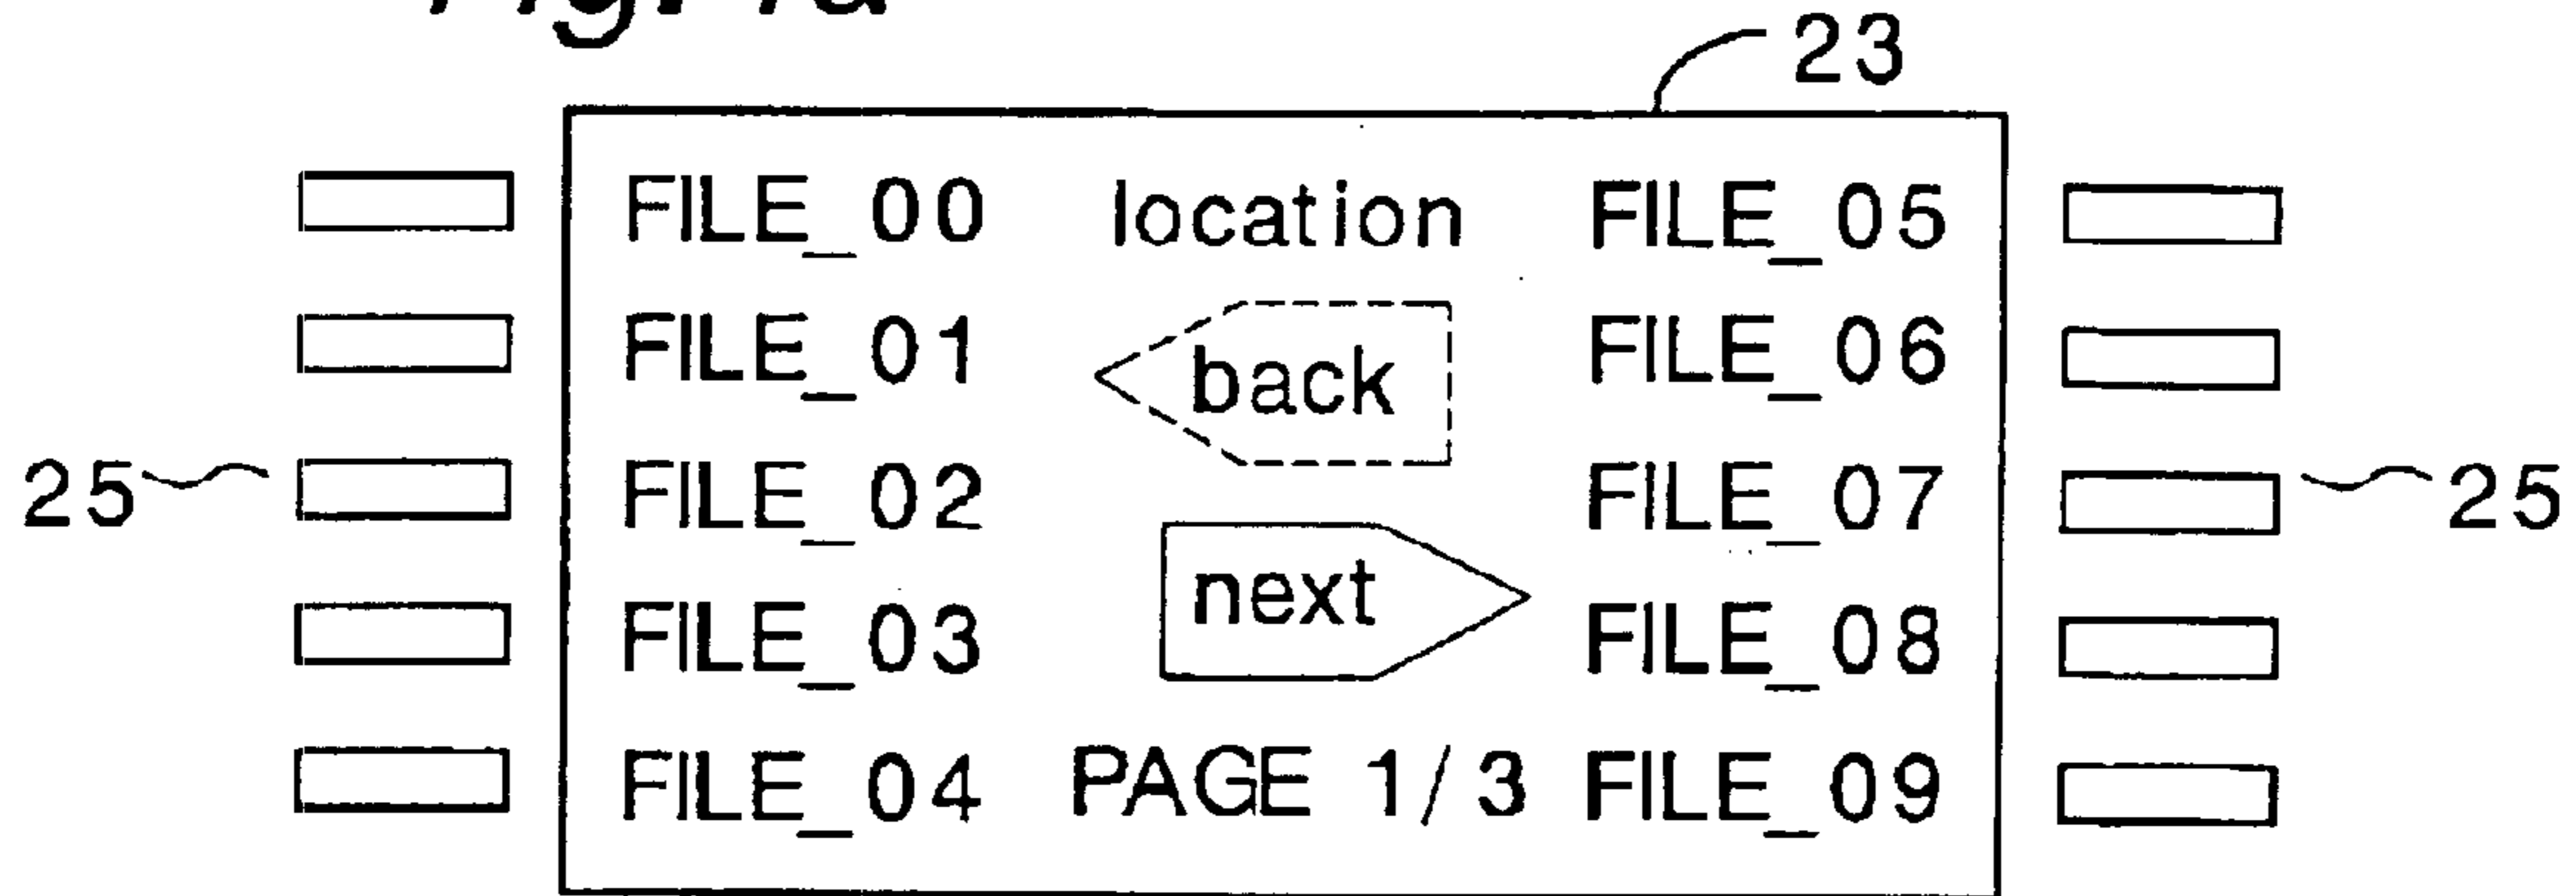 23
FILE_00 location FILE_05
FILE_01 back FILE_06
25 FILE_02 FILE_07 25
next
FILE_03 FILE_08
FILE_04 PAGE 1/3 FILE_09